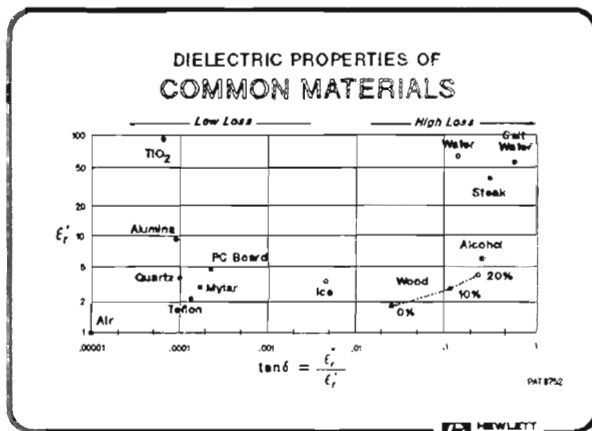 DIELECTRIC PROPERTIES OF
COMMON MATERIALS
Low Loss
High Loss
100
50
20
10
5
2
1
εr'
TiO2
Water
Salt
Water
Steak
Alumina
PC Board
Alcohol
Quartz
Mylar
Ice
Wood
20%
10%
0%
Teflon
Air
.00001
.0001
.001
.01
.1
1
tanδ = εr" / εr'
PAT8752
HEWLETT